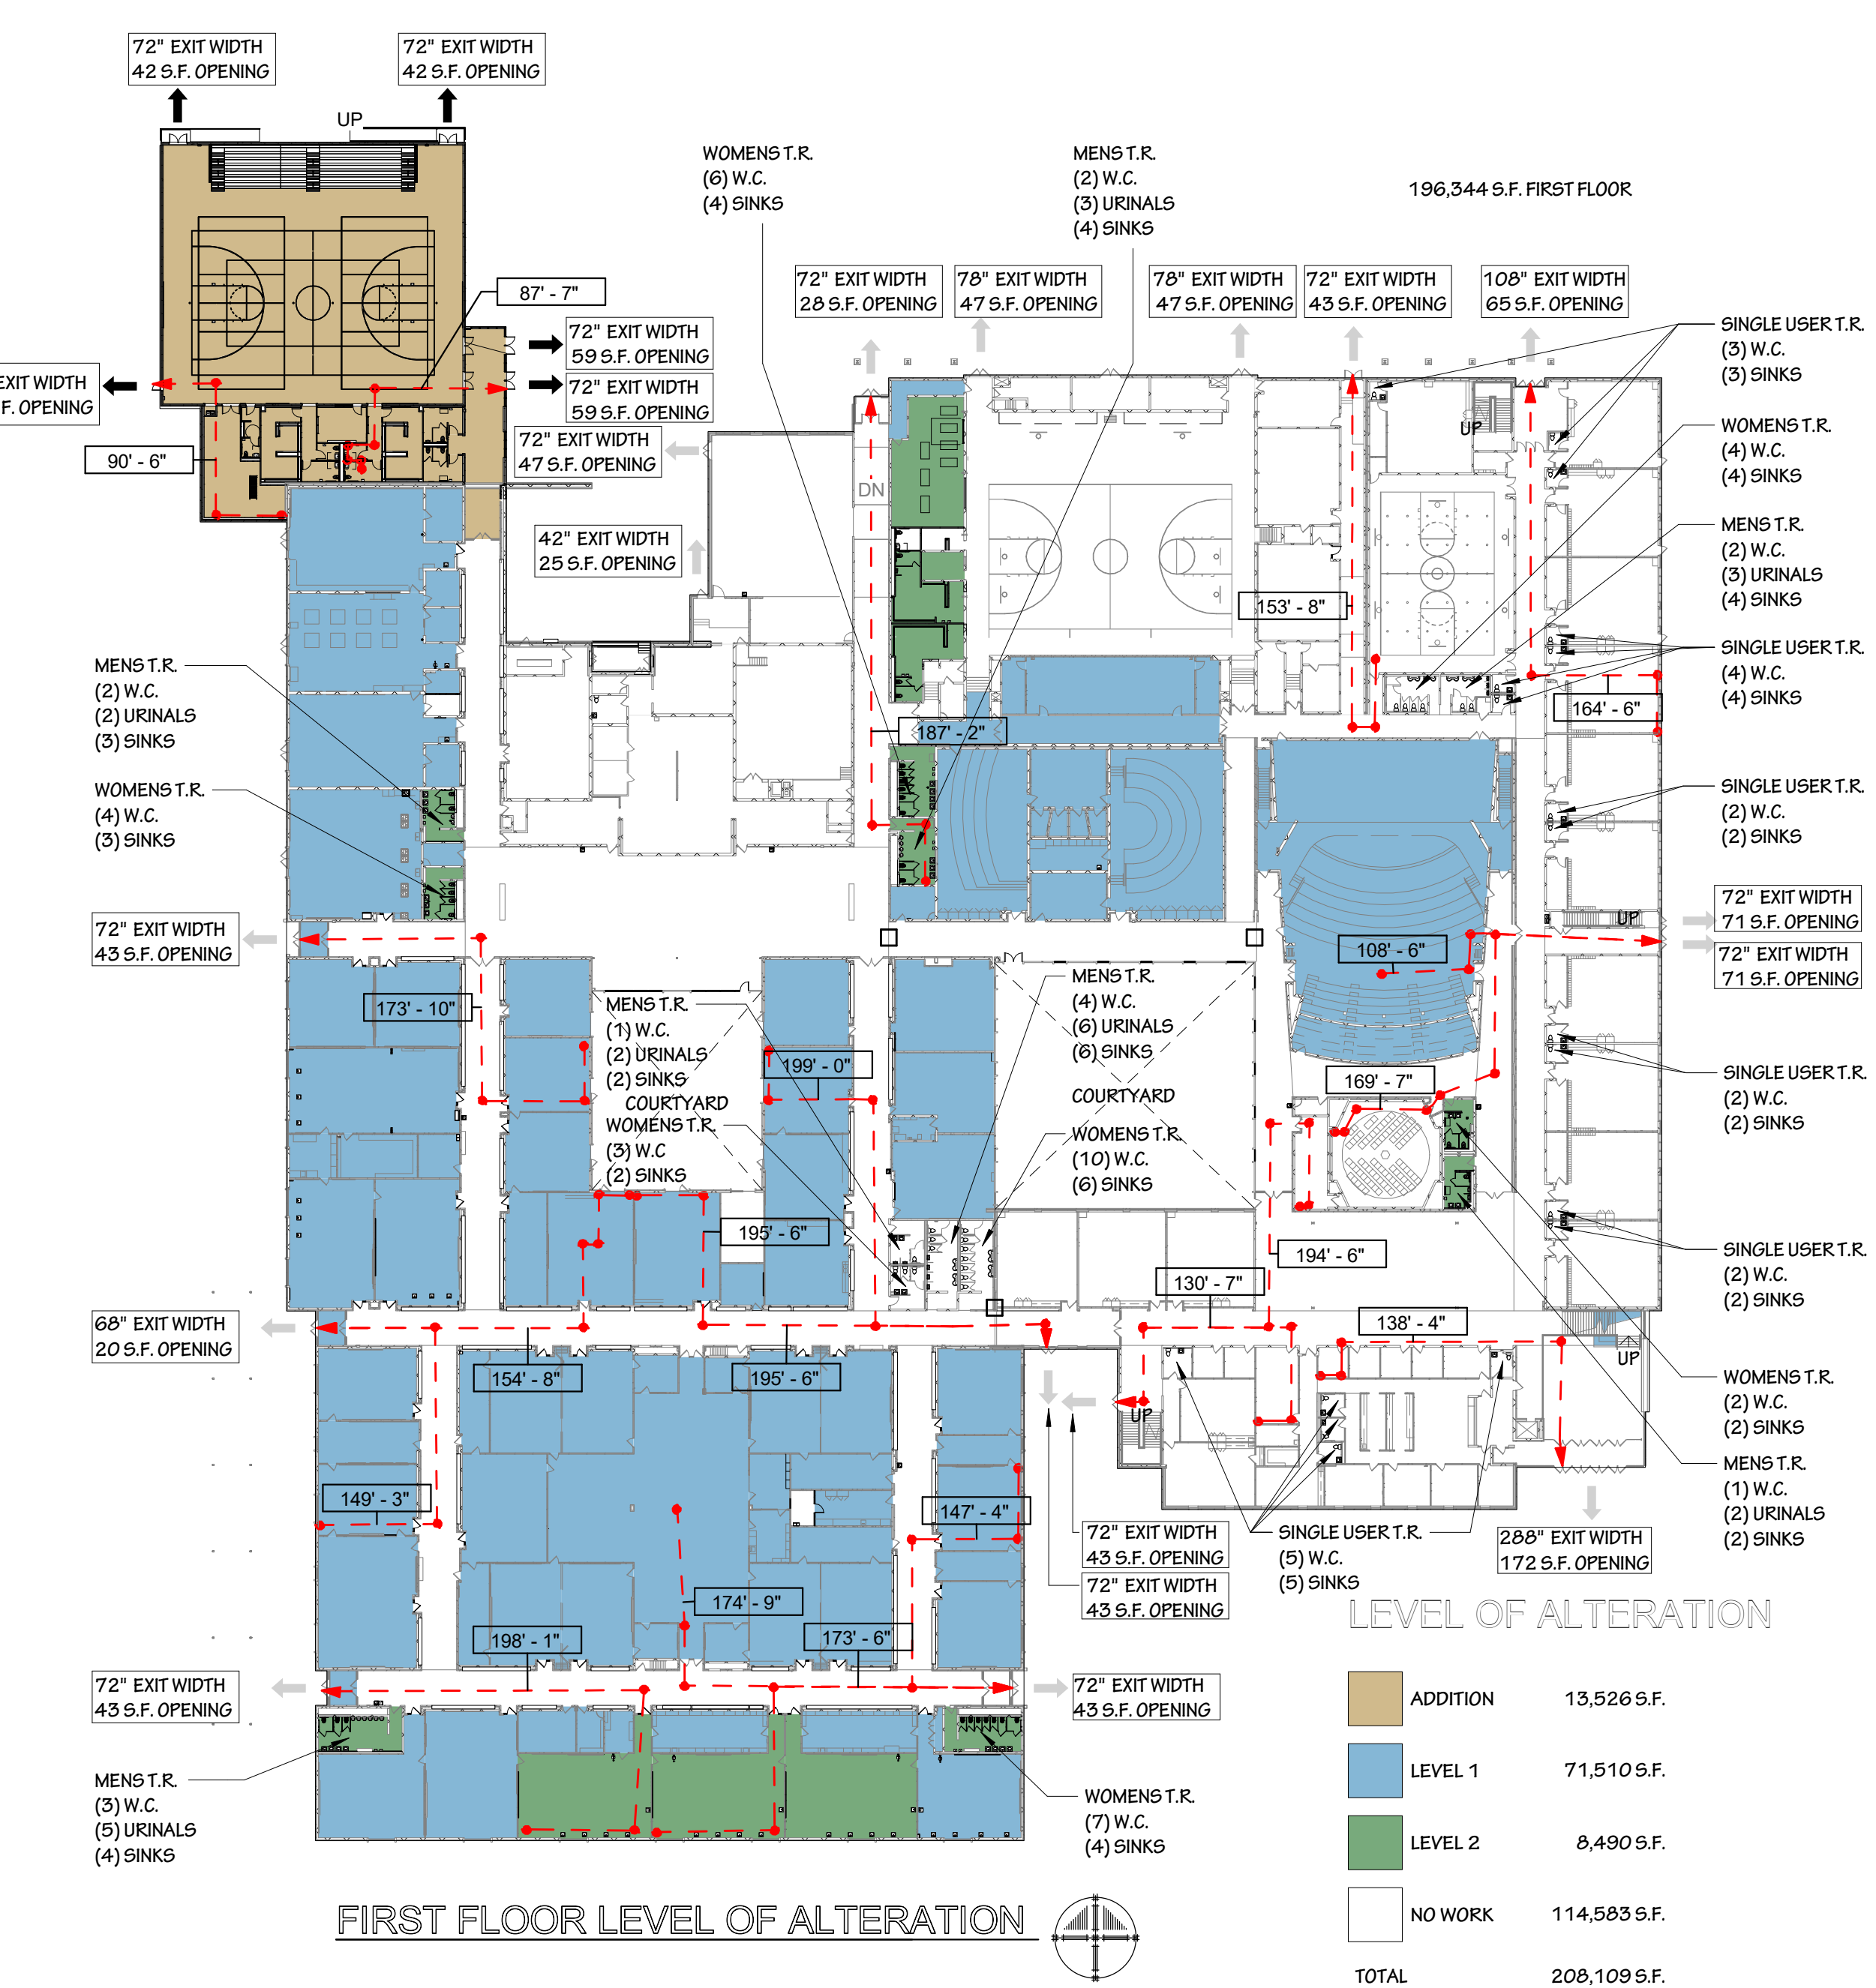 72" EXIT WIDTH
42 S.F. OPENING
72" EXIT WIDTH
42 S.F. OPENING
UP
WOMENS T.R.
(6) W.C.
(4) SINKS
MENS T.R.
(2) W.C.
(3) URINALS
(4) SINKS
196,344 S.F. FIRST FLOOR
87' - 7"
72" EXIT WIDTH
59 S.F. OPENING
72" EXIT WIDTH
59 S.F. OPENING
72" EXIT WIDTH
28 S.F. OPENING
78" EXIT WIDTH
47 S.F. OPENING
78" EXIT WIDTH
47 S.F. OPENING
72" EXIT WIDTH
43 S.F. OPENING
108" EXIT WIDTH
65 S.F. OPENING
SINGLE USER T.R.
(3) W.C.
(3) SINKS
EXIT WIDTH
F. OPENING
90' - 6"
72" EXIT WIDTH
47 S.F. OPENING
DN
UP
WOMENS T.R.
(4) W.C.
(4) SINKS
42" EXIT WIDTH
25 S.F. OPENING
MENS T.R.
(2) W.C.
(3) URINALS
(4) SINKS
153' - 8"
MENS T.R.
(2) W.C.
(2) URINALS
(3) SINKS
SINGLE USER T.R.
(4) W.C.
(4) SINKS
187' - 2"
164' - 6"
WOMENS T.R.
(4) W.C.
(3) SINKS
SINGLE USER T.R.
(2) W.C.
(2) SINKS
72" EXIT WIDTH
43 S.F. OPENING
UP
72" EXIT WIDTH
71 S.F. OPENING
72" EXIT WIDTH
71 S.F. OPENING
108' - 6"
173' - 10"
MENS T.R.
(1) W.C.
(2) URINALS
(2) SINKS
COURTYARD
WOMENS T.R.
(3) W.C
(2) SINKS
199' - 0"
MENS T.R.
(4) W.C.
(6) URINALS
(6) SINKS
COURTYARD
WOMENS T.R.
(10) W.C.
(6) SINKS
169' - 7"
SINGLE USER T.R.
(2) W.C.
(2) SINKS
195' - 6"
194' - 6"
130' - 7"
SINGLE USER T.R.
(2) W.C.
(2) SINKS
68" EXIT WIDTH
20 S.F. OPENING
138' - 4"
UP
154' - 8"
195' - 6"
UP
WOMENS T.R.
(2) W.C.
(2) SINKS
MENS T.R.
(1) W.C.
(2) URINALS
(2) SINKS
149' - 3"
147' - 4"
72" EXIT WIDTH
43 S.F. OPENING
72" EXIT WIDTH
43 S.F. OPENING
SINGLE USER T.R.
(5) W.C.
(5) SINKS
288" EXIT WIDTH
172 S.F. OPENING
174' - 9"
198' - 1"
173' - 6"
72" EXIT WIDTH
43 S.F. OPENING
72" EXIT WIDTH
43 S.F. OPENING
MENS T.R.
(3) W.C.
(5) URINALS
(4) SINKS
WOMENS T.R.
(7) W.C.
(4) SINKS
LEVEL OF ALTERATION
ADDITION 13,526 S.F.
LEVEL 1 71,510 S.F.
LEVEL 2 8,490 S.F.
NO WORK 114,583 S.F.
TOTAL 208,109 S.F.
FIRST FLOOR LEVEL OF ALTERATION